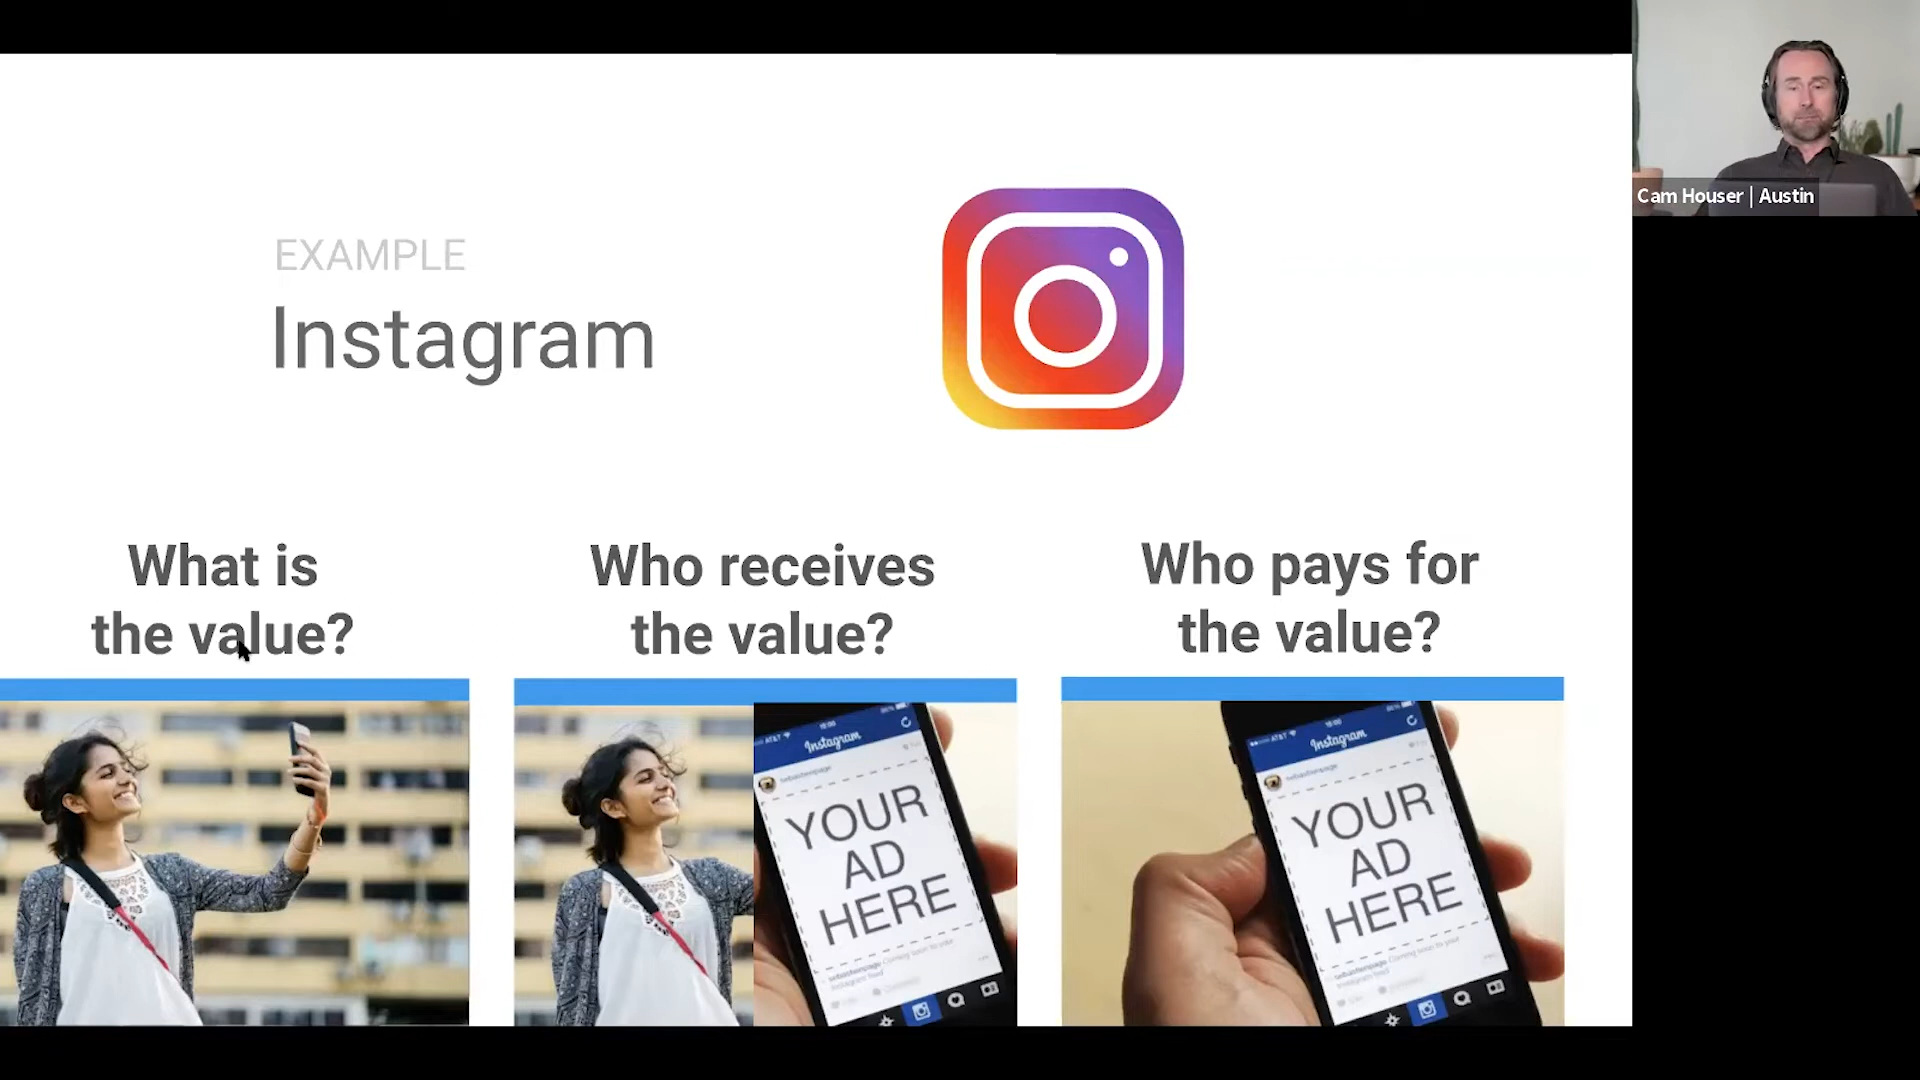 EXAMPLE
Instagram
What is
the value?
Who receives
the value?
Who pays for
the value?
Instagram
YOUR
AD
HERE
Instagram
YOUR
AD
HERE
Cam Houser | Austin